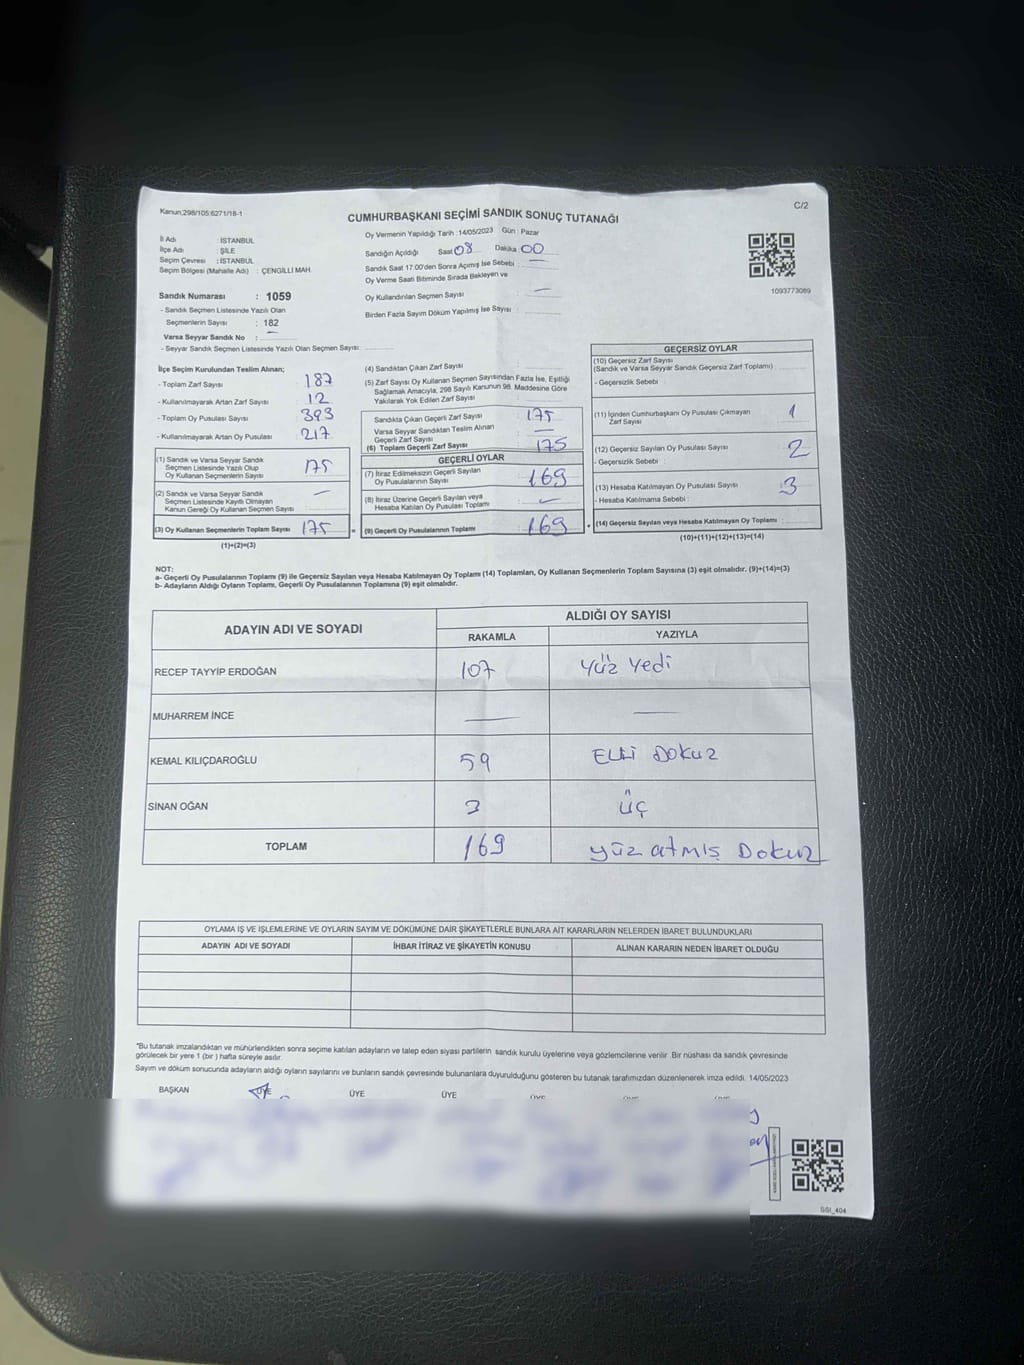 Kanun;298/105;6271/18-1
C/2
CUMHURBAŞKANI SEÇİMİ SANDIK SONUÇ TUTANAĞI
İl Adı : İSTANBUL
İlçe Adı : ŞİLE
Seçim Çevresi : İSTANBUL
Seçim Bölgesi (Mahalle Adı) : ÇENGİLLİ MAH.
Sandık Numarası : 1059
- Sandık Seçmen Listesinde Yazılı Olan
Seçmenlerin Sayısı : 182
Varsa Seyyar Sandık No : —
- Seyyar Sandık Seçmen Listesinde Yazılı Olan Seçmen Sayısı:
Oy Vermenin Yapıldığı Tarih :14/05/2023 Gün : Pazar
Sandığın Açıldığı Saat 08 Dakika 00
Sandık Saat 17:00'den Sonra Açımış İse Sebebi : —
Oy Verme Saati Bitiminde Sırada Bekleyen ve
Oy Kullandırılan Seçmen Sayısı : —
Birden Fazla Sayım Döküm Yapılmış İse Sayısı :
1093773089
İlçe Seçim Kurulundan Teslim Alınan;
- Toplam Zarf Sayısı : 187
- Kullanılmayarak Artan Zarf Sayısı : 12
- Toplam Oy Pusulası Sayısı : 393
- Kullanılmayarak Artan Oy Pusulası : 217
(1) Sandık ve Varsa Seyyar Sandık
Seçmen Listesinde Yazılı Olup
Oy Kullanan Seçmenlerin Sayısı : 175
(2) Sandık ve Varsa Seyyar Sandık
Seçmen Listesinde Kayıtlı Olmayan
Kanun Gereği Oy Kullanan Seçmen Sayısı : —
(3) Oy Kullanan Seçmenlerin Toplam Sayısı : 175 =
(1)+(2)=(3)
(4) Sandıktan Çıkan Zarf Sayısı :
(5) Zarf Sayısı Oy Kullanan Seçmen Sayısından Fazla İse, Eşitliği
Sağlamak Amacıyla, 298 Sayılı Kanunun 98. Maddesine Göre
Yakılarak Yok Edilen Zarf Sayısı :
Sandıkta Çıkan Geçerli Zarf Sayısı : 175
Varsa Seyyar Sandıktan Teslim Alınan
Geçerli Zarf Sayısı : —
(6) Toplam Geçerli Zarf Sayısı : 175
GEÇERLİ OYLAR
(7) İtiraz Edilmeksizin Geçerli Sayılan
Oy Pusulalarının Sayısı : 169
(8) İtiraz Üzerine Geçerli Sayılan veya
Hesaba Katılan Oy Pusulası Toplamı : —
(9) Geçerli Oy Pusulalarının Toplamı : 169 +
GEÇERSİZ OYLAR
(10) Geçersiz Zarf Sayısı
(Sandık ve Varsa Seyyar Sandık Geçersiz Zarf Toplamı) :
- Geçersizlik Sebebi :
(11) İçinden Cumhurbaşkanı Oy Pusulası Çıkmayan
Zarf Sayısı : 1
(12) Geçersiz Sayılan Oy Pusulası Sayısı : 2
- Geçersizlik Sebebi :
(13) Hesaba Katılmayan Oy Pusulası Sayısı : 3
- Hesaba Katılmama Sebebi :
(14) Geçersiz Sayılan veya Hesaba Katılmayan Oy Toplamı :
(10)+(11)+(12)+(13)=(14)
NOT:
a- Geçerli Oy Pusulalarının Toplamı (9) ile Geçersiz Sayılan veya Hesaba Katılmayan Oy Toplamı (14) Toplamları, Oy Kullanan Seçmenlerin Toplam Sayısına (3) eşit olmalıdır. (9)+(14)=(3)
b- Adayların Aldığı Oyların Toplamı, Geçerli Oy Pusulalarının Toplamına (9) eşit olmalıdır.
ADAYIN ADI VE SOYADI
ALDIĞI OY SAYISI
RAKAMLA YAZIYLA
RECEP TAYYİP ERDOĞAN 107 Yüz Yedi
MUHARREM İNCE — —
KEMAL KILIÇDAROĞLU 59 Elli Dokuz
SİNAN OĞAN 3 üç
TOPLAM 169 yüz atmış Dokuz
OYLAMA İŞ VE İŞLEMLERİNE VE OYLARIN SAYIM VE DÖKÜMÜNE DAİR ŞİKAYETLERLE BUNLARA AİT KARARLARIN NELERDEN İBARET BULUNDUKLARI
ADAYIN ADI VE SOYADI İHBAR İTİRAZ VE ŞİKAYETİN KONUSU ALINAN KARARIN NEDEN İBARET OLDUĞU
*Bu tutanak imzalandıktan ve mühürlendikten sonra seçime katılan adayların ve talep eden siyasi partilerin sandık kurulu üyelerine veya gözlemcilerine verilir. Bir nüshası da sandık çevresinde
görülecek bir yere 1 (bir ) hafta süreyle asılır.
Sayım ve döküm sonucunda adayların aldığı oyların sayılarını ve bunların sandık çevresinde bulunanlara duyurulduğunu gösteren bu tutanak tarafımızdan düzenlenerek imza edildi. 14/05/2023
BAŞKAN ÜYE ÜYE ÜYE
SSI_404